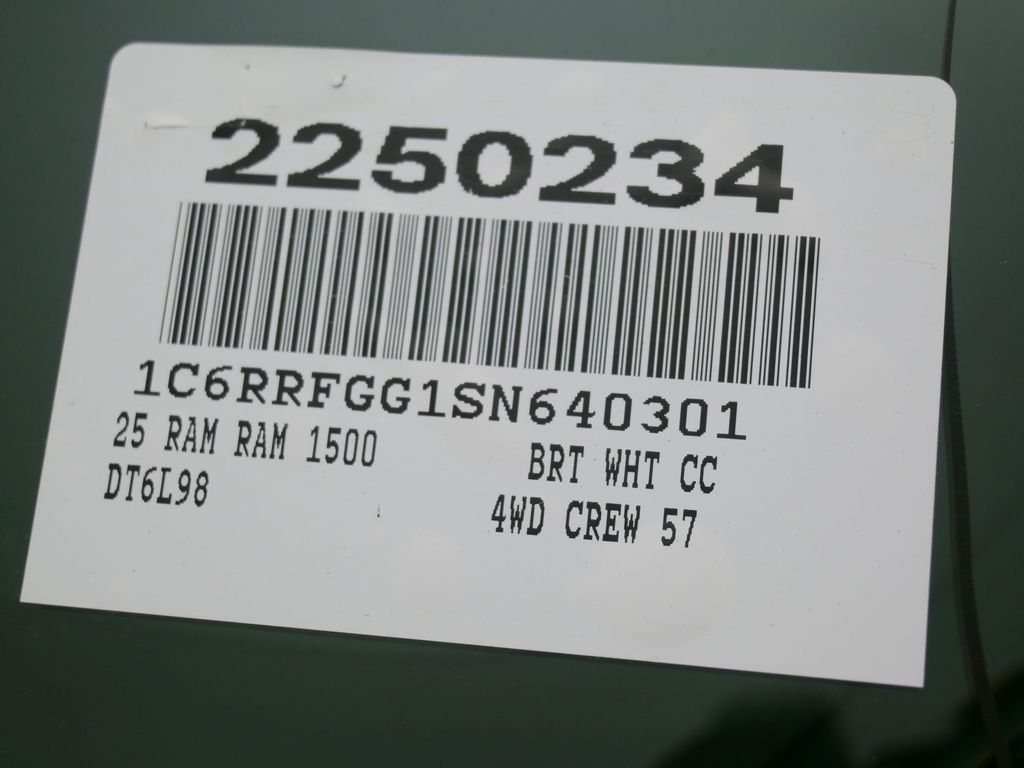 2250234
1C6RRFGG1SN640301
25 RAM RAM 1500 BRT WHT CC
DT6L98 4WD CREW 57